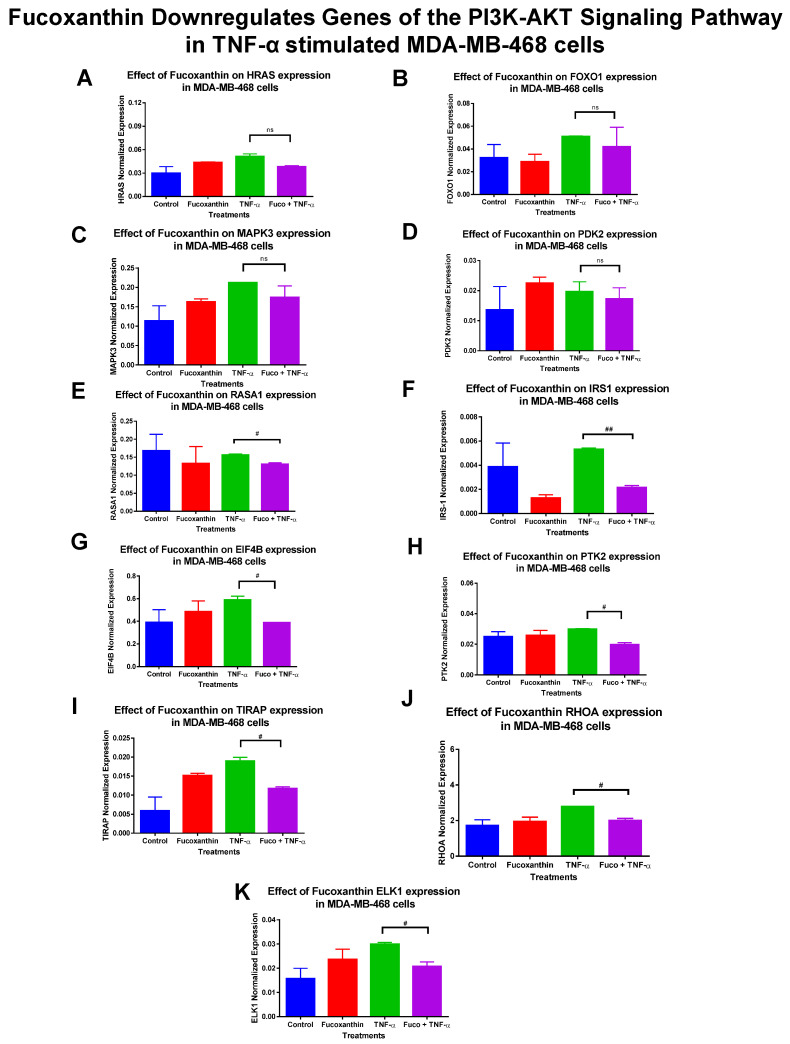 Fucoxanthin Downregulates Genes of the PI3K-AKT Signaling Pathway
in TNF-α stimulated MDA-MB-468 cells
A
Effect of Fucoxanthin on HRAS expression
in MDA-MB-468 cells
HRAS Normalized Expression
0.12
0.09
0.06
0.03
0.00
ns
Control Fucoxanthin TNF-α Fuco + TNF-α
Treatments
B
Effect of Fucoxanthin on FOXO1 expression
in MDA-MB-468 cells
FOXO1 Normalized Expression
0.08
0.06
0.04
0.02
0.00
ns
Control Fucoxanthin TNF-α Fuco + TNF-α
Treatments
C
Effect of Fucoxanthin on MAPK3 expression
in MDA-MB-468 cells
MAPK3 Normalized Expression
0.25
0.20
0.15
0.10
0.05
0.00
ns
Control Fucoxanthin TNF-α Fuco + TNF-α
Treatments
D
Effect of Fucoxanthin on PDK2 expression
in MDA-MB-468 cells
PDK2 Normalized Expression
0.03
0.02
0.01
0.00
ns
Control Fucoxanthin TNF-α Fuco + TNF-α
Treatments
E
Effect of Fucoxanthin on RASA1 expression
in MDA-MB-468 cells
RASA1 Normalized Expression
0.25
0.20
0.15
0.10
0.05
0.00
#
Control Fucoxanthin TNF-α Fuco + TNF-α
Treatments
F
Effect of Fucoxanthin on IRS1 expression
in MDA-MB-468 cells
IRS-1 Normalized Expression
0.008
0.006
0.004
0.002
0.000
##
Control Fucoxanthin TNF-α Fuco + TNF-α
Treatments
G
Effect of Fucoxanthin on EIF4B expression
in MDA-MB-468 cells
EIF4B Normalized Expression
0.8
0.6
0.4
0.2
0.0
#
Control Fucoxanthin TNF-α Fuco + TNF-α
Treatments
H
Effect of Fucoxanthin on PTK2 expression
in MDA-MB-468 cells
PTK2 Normalized Expression
0.06
0.04
0.02
0.00
#
Control Fucoxanthin TNF-α Fuco + TNF-α
Treatments
I
Effect of Fucoxanthin on TIRAP expression
in MDA-MB-468 cells
TIRAP Normalized Expression
0.025
0.020
0.015
0.010
0.005
0.000
#
Control Fucoxanthin TNF-α Fuco + TNF-α
Treatments
J
Effect of Fucoxanthin RHOA expression
in MDA-MB-468 cells
RHOA Normalized Expression
6
4
2
0
#
Control Fucoxanthin TNF-α Fuco + TNF-α
Treatments
K
Effect of Fucoxanthin ELK1 expression
in MDA-MB-468 cells
ELK1 Normalized Expression
0.04
0.03
0.02
0.01
0.00
#
Control Fucoxanthin TNF-α Fuco + TNF-α
Treatments